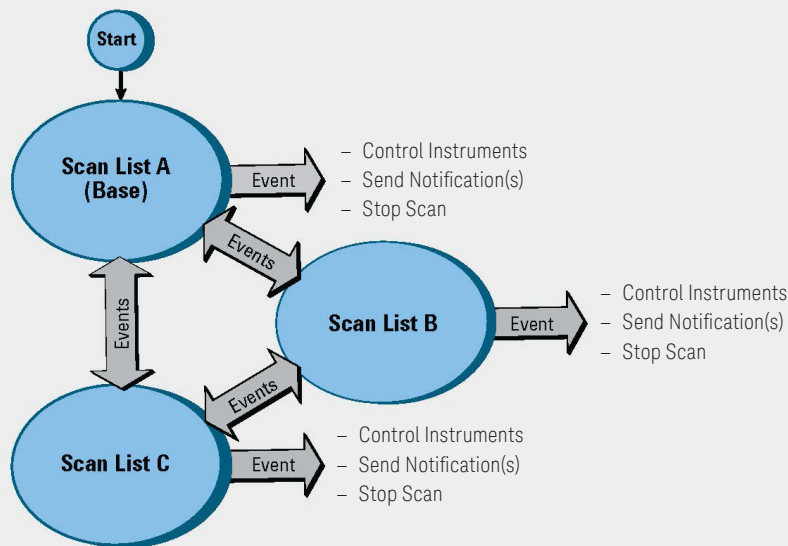 Start
Scan List A
(Base)
Event
– Control Instruments
– Send Notification(s)
– Stop Scan
Events
Events
Scan List B
Event
– Control Instruments
– Send Notification(s)
– Stop Scan
Events
Scan List C
Event
– Control Instruments
– Send Notification(s)
– Stop Scan